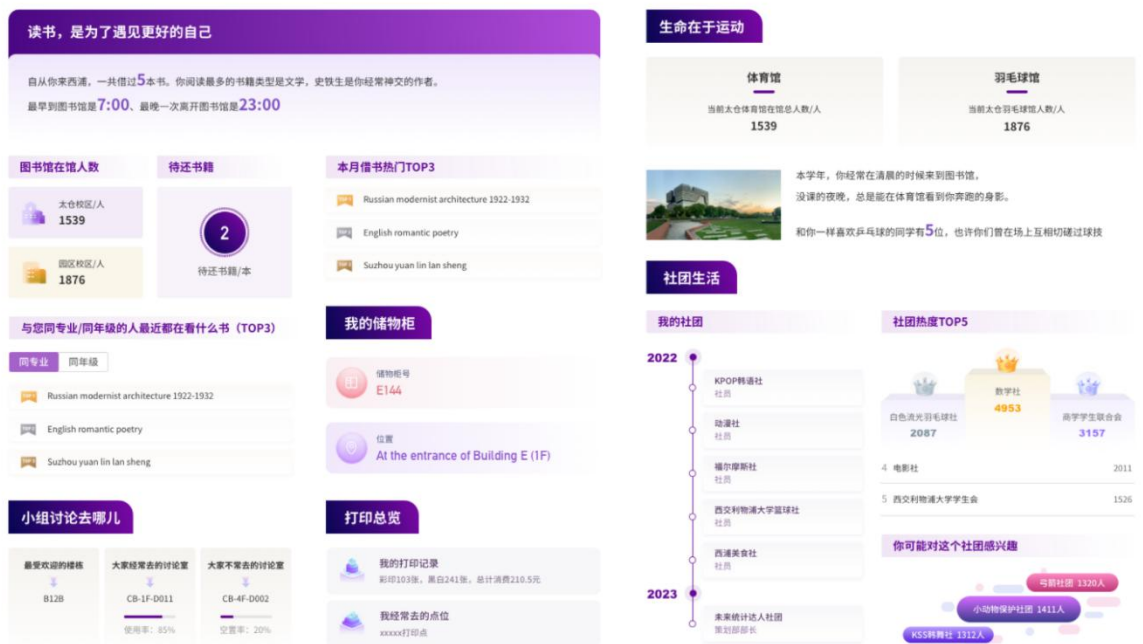 读书，是为了遇见更好的自己
自从你来西浦，一共借过5本书。你阅读最多的书籍类型是文学，史铁生是你经常神交的作者。
最早到图书馆是7:00、最晚一次离开图书馆是23:00
图书馆在馆人数
太仓校区/人
1539
园区校区/人
1876
待还书籍
2
待还书籍/本
本月借书热门TOP3
Russian modernist architecture 1922-1932
English romantic poetry
Suzhou yuan lin lan sheng
与您同专业/同年级的人最近都在看什么书（TOP3）
同专业 同年级
Russian modernist architecture 1922-1932
English romantic poetry
Suzhou yuan lin lan sheng
我的储物柜
储物柜号
E144
位置
At the entrance of Building E (1F)
小组讨论去哪儿
最受欢迎的楼栋
B12B
大家经常去的讨论室
CB-1F-D011
使用率：85%
大家不常去的讨论室
CB-4F-D002
空置率：20%
打印总览
我的打印记录
彩印103张，黑白241张，总计消费210.5元
我经常去的点位
xxxxx打印点
生命在于运动
体育馆
当前太仓体育馆在馆总人数/人
1539
羽毛球馆
当前太仓羽毛球馆人数/人
1876
本学年，你经常在清晨的时候来到图书馆，
没课的夜晚，总是能在体育馆看到你奔跑的身影。
和你一样喜欢乒乓球的同学有5位，也许你们曾在场上互相切磋过球技
社团生活
我的社团
2022
KPOP韩语社
社员
动漫社
社员
福尔摩斯社
社员
西交利物浦大学篮球社
社员
西浦美食社
社员
2023
未来统计达人社团
策划部部长
社团热度TOP5
数学社
4953
白色流光羽毛球社
2087
商学学生联合会
3157
4 电影社 2011
5 西交利物浦大学学生会 1526
你可能对这个社团感兴趣
弓箭社团 1320人
小动物保护社团 1411人
KSS韩舞社 1312人